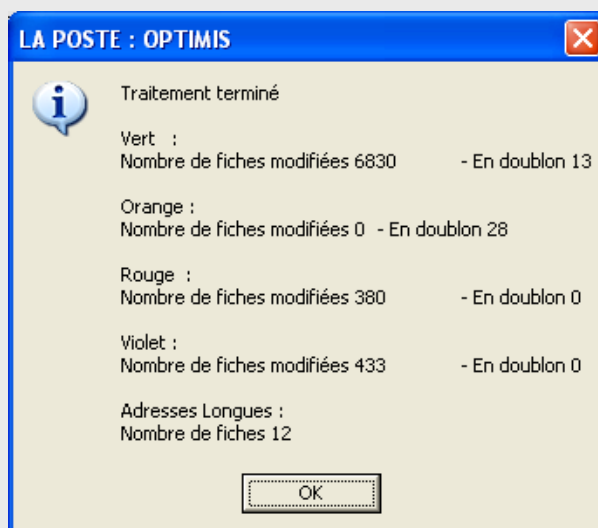 LA POSTE : OPTIMIS
Traitement terminé
Vert :
Nombre de fiches modifiées 6830 - En doublon 13
Orange :
Nombre de fiches modifiées 0 - En doublon 28
Rouge :
Nombre de fiches modifiées 380 - En doublon 0
Violet :
Nombre de fiches modifiées 433 - En doublon 0
Adresses Longues :
Nombre de fiches 12
OK